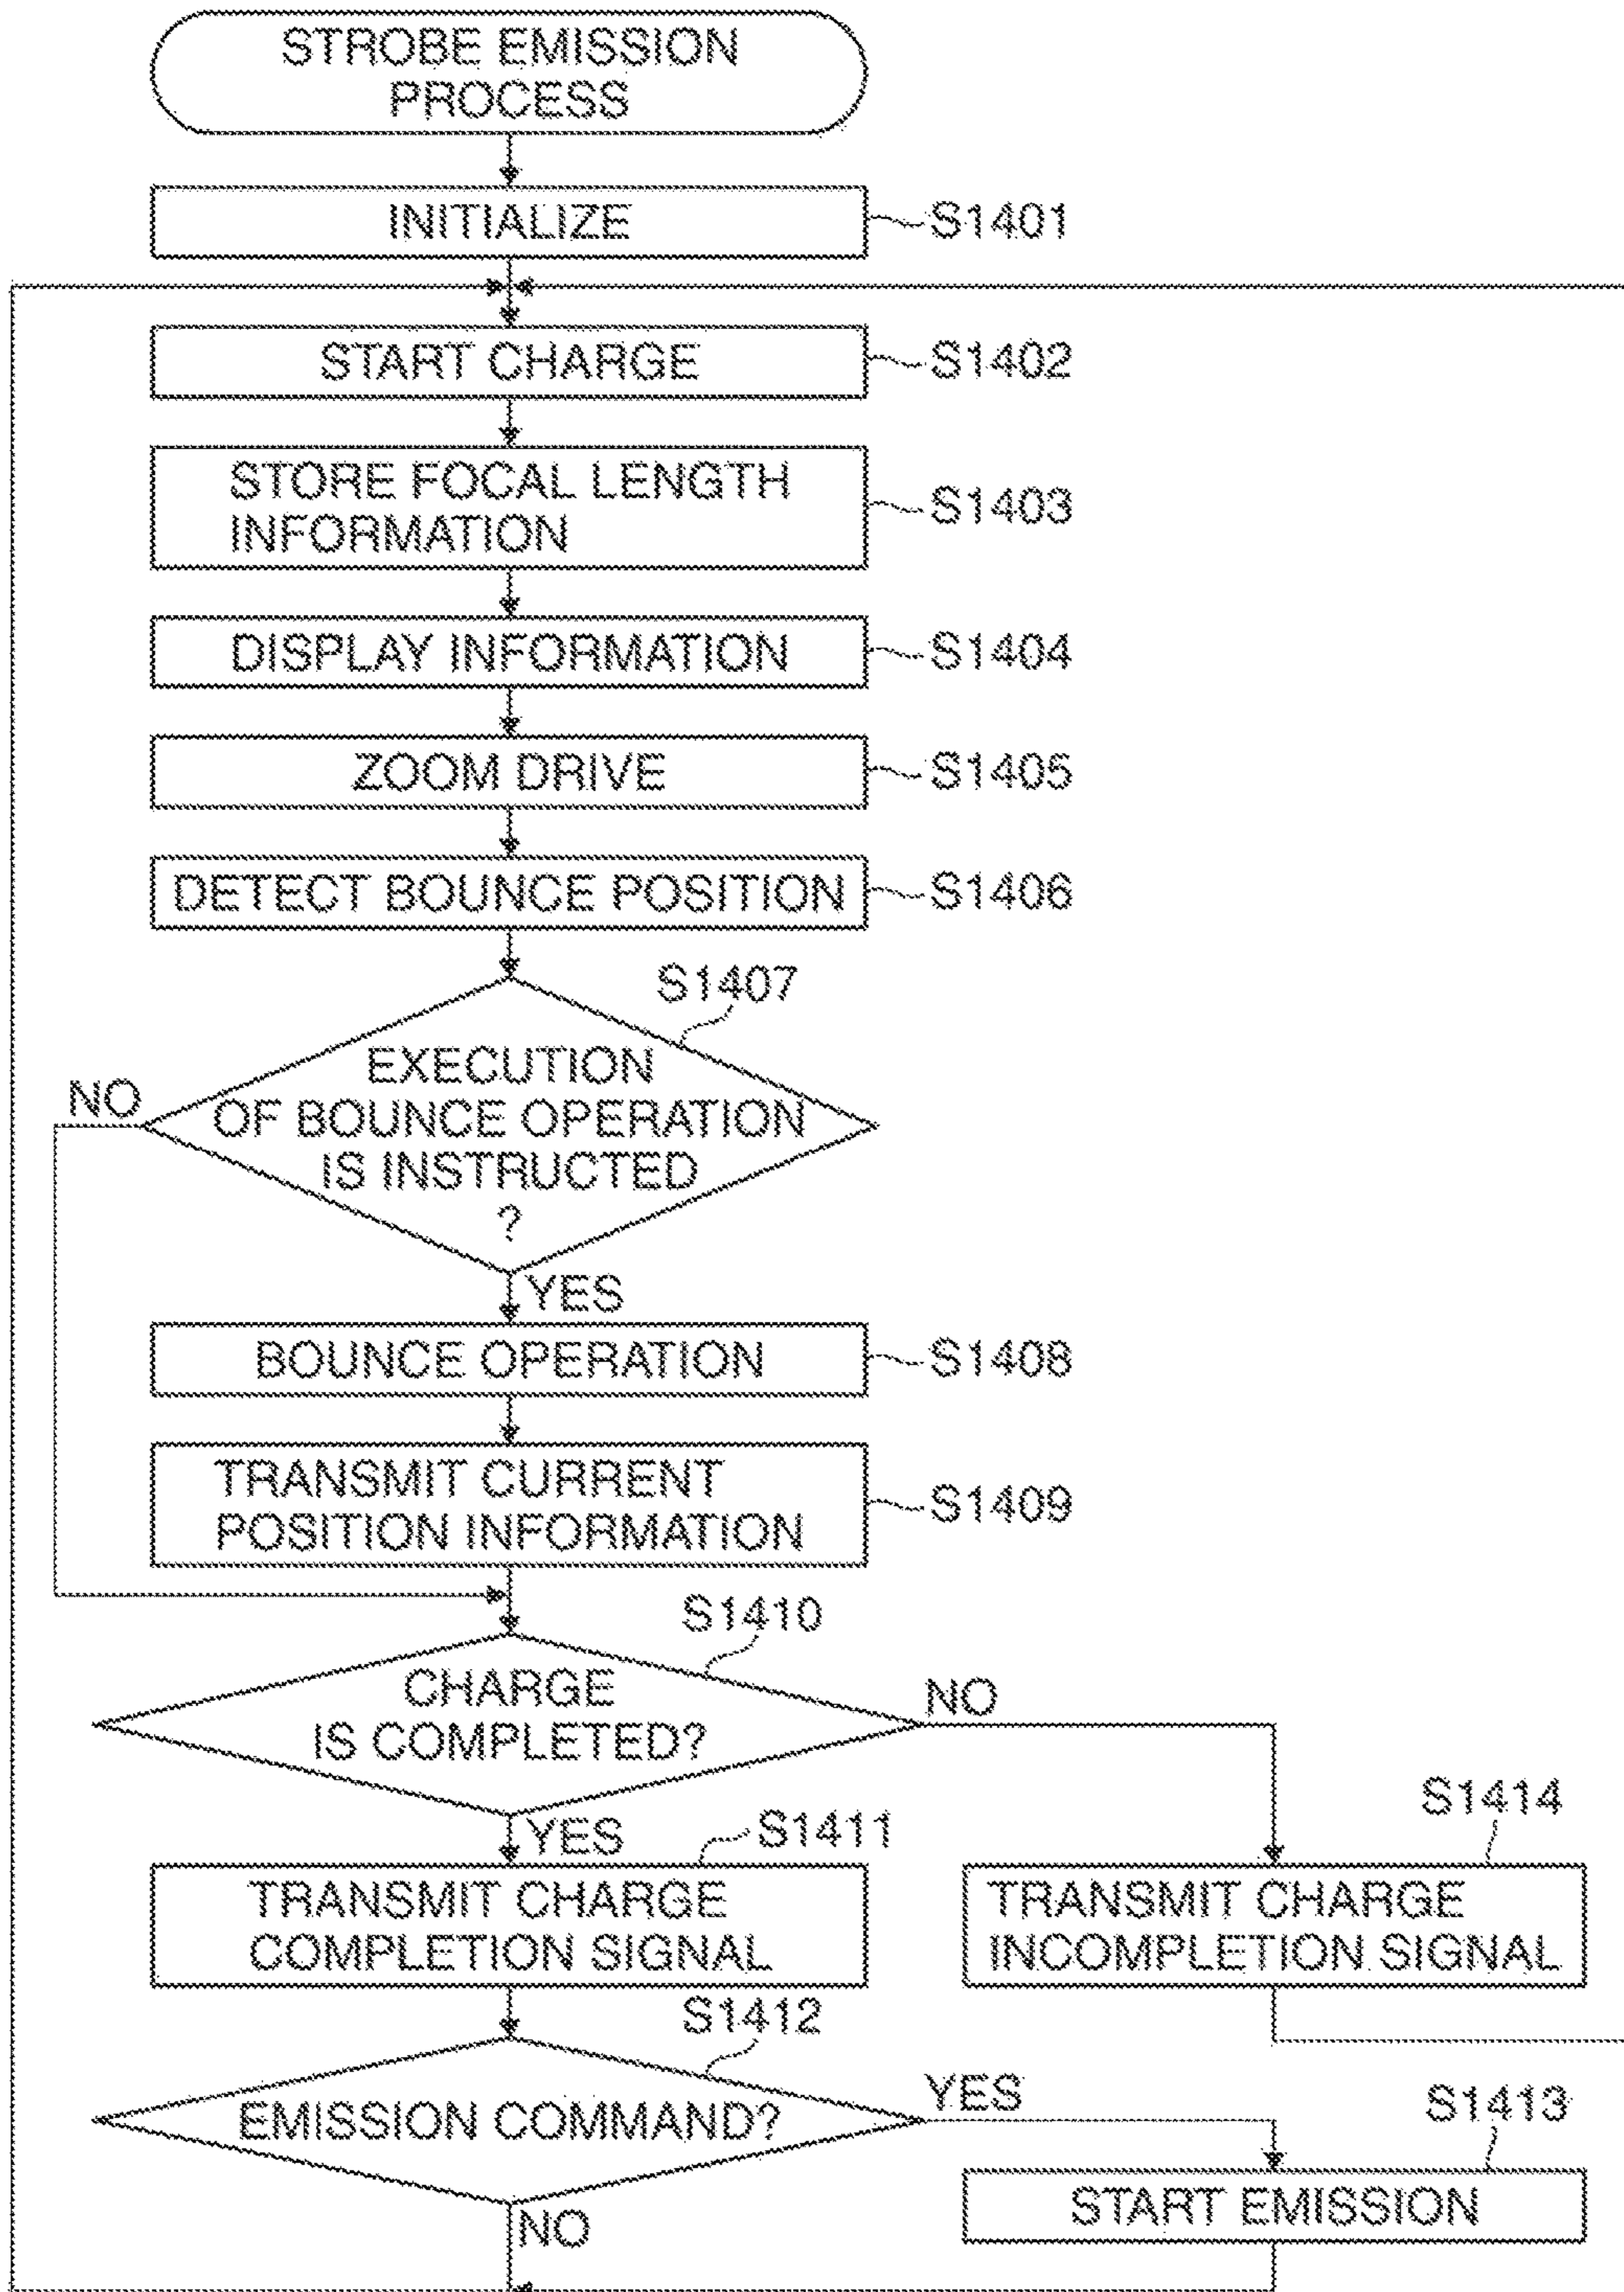 STROBE EMISSION
PROCESS
INITIALIZE
S1401
START CHARGE
S1402
STORE FOCAL LENGTH
INFORMATION
S1403
DISPLAY INFORMATION
S1404
ZOOM DRIVE
S1405
DETECT BOUNCE POSITION
S1406
S1407
EXECUTION
OF BOUNCE OPERATION
IS INSTRUCTED
?
NO
YES
BOUNCE OPERATION
S1408
TRANSMIT CURRENT
POSITION INFORMATION
S1409
S1410
CHARGE
IS COMPLETED?
NO
YES
S1411
TRANSMIT CHARGE
COMPLETION SIGNAL
S1414
TRANSMIT CHARGE
INCOMPLETION SIGNAL
S1412
EMISSION COMMAND?
YES
NO
S1413
START EMISSION